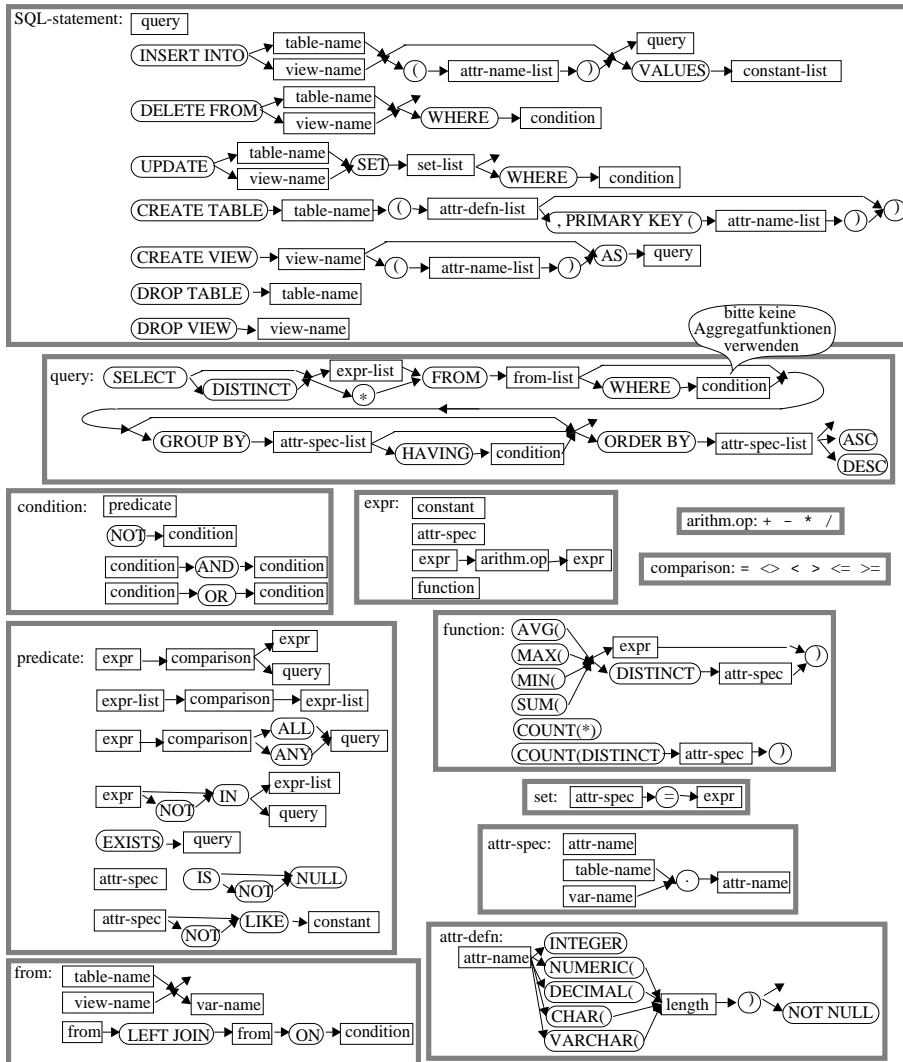 SQL-statement: query
INSERT INTO table-name view-name ( attr-name-list ) query VALUES constant-list
DELETE FROM table-name view-name WHERE condition
UPDATE table-name view-name SET set-list WHERE condition
CREATE TABLE table-name ( attr-defn-list , PRIMARY KEY ( attr-name-list ) )
CREATE VIEW view-name ( attr-name-list ) AS query
DROP TABLE table-name
DROP VIEW view-name
bitte keine
Aggregatfunktionen
verwenden
query: SELECT DISTINCT expr-list * FROM from-list WHERE condition
GROUP BY attr-spec-list HAVING condition ORDER BY attr-spec-list ASC DESC
condition: predicate
NOT condition
condition AND condition
condition OR condition
expr: constant
attr-spec
expr arithm.op expr
function
arithm.op: + - * /
comparison: = <> < > <= >=
predicate: expr comparison expr query
expr-list comparison expr-list
expr comparison ALL ANY query
expr NOT IN expr-list query
EXISTS query
attr-spec IS NOT NULL
attr-spec NOT LIKE constant
function: AVG( MAX( MIN( SUM( expr DISTINCT attr-spec )
COUNT(*)
COUNT(DISTINCT attr-spec )
set: attr-spec = expr
attr-spec: attr-name
table-name var-name . attr-name
attr-defn:
attr-name INTEGER
NUMERIC(
DECIMAL(
CHAR(
VARCHAR(
length ) NOT NULL
from: table-name view-name var-name
from LEFT JOIN from ON condition